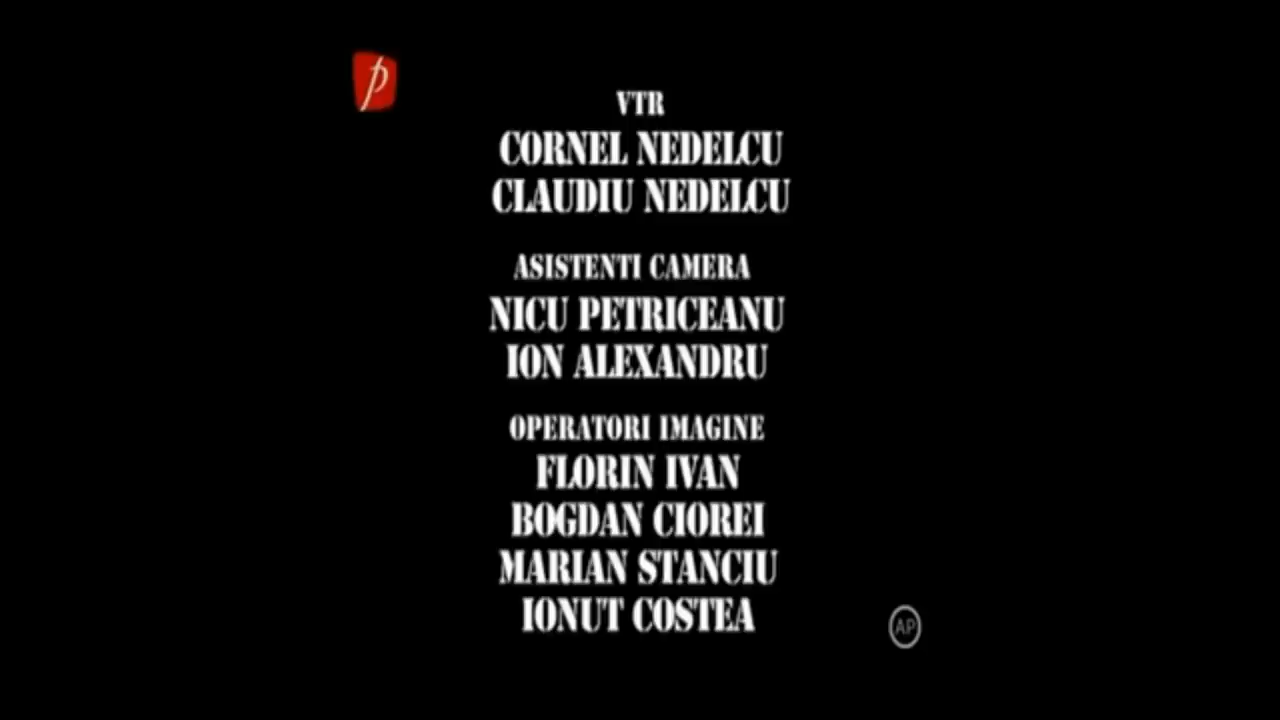 p
VTR
CORNEL NEDELCU
CLAUDIU NEDELCU
ASISTENTI CAMERA
NICU PETRICEANU
ION ALEXANDRU
OPERATORI IMAGINE
FLORIN IVAN
BOGDAN CIOREI
MARIAN STANCIU
IONUT COSTEA
AP